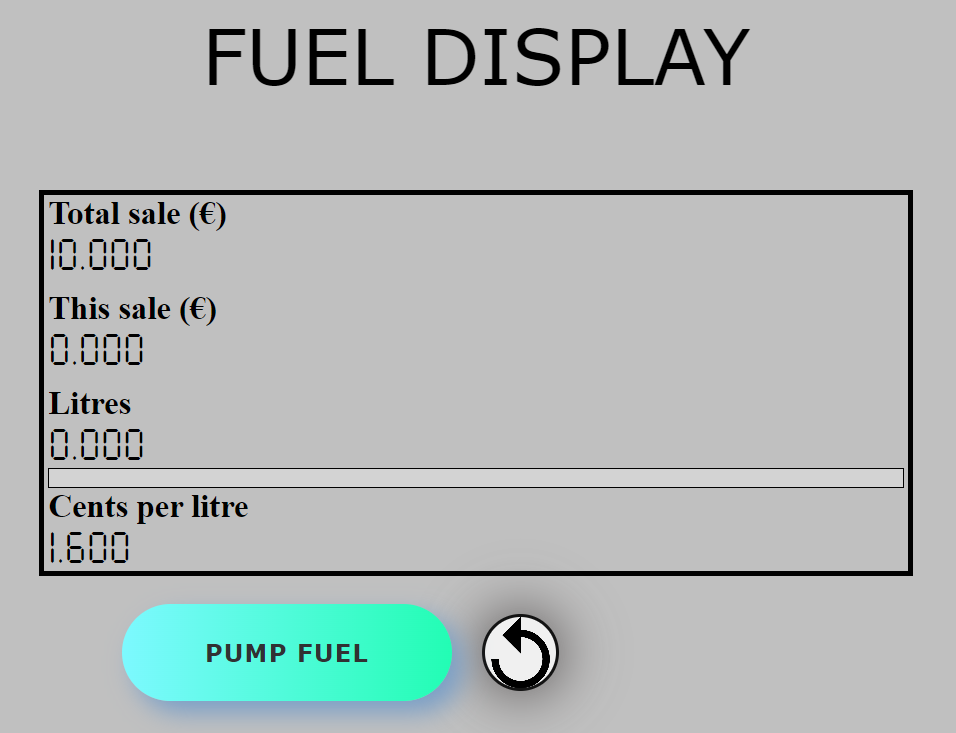 FUEL DISPLAY
Total sale (€)
10.000
This sale (€)
0.000
Litres
0.000
Cents per litre
1.600
PUMP FUEL